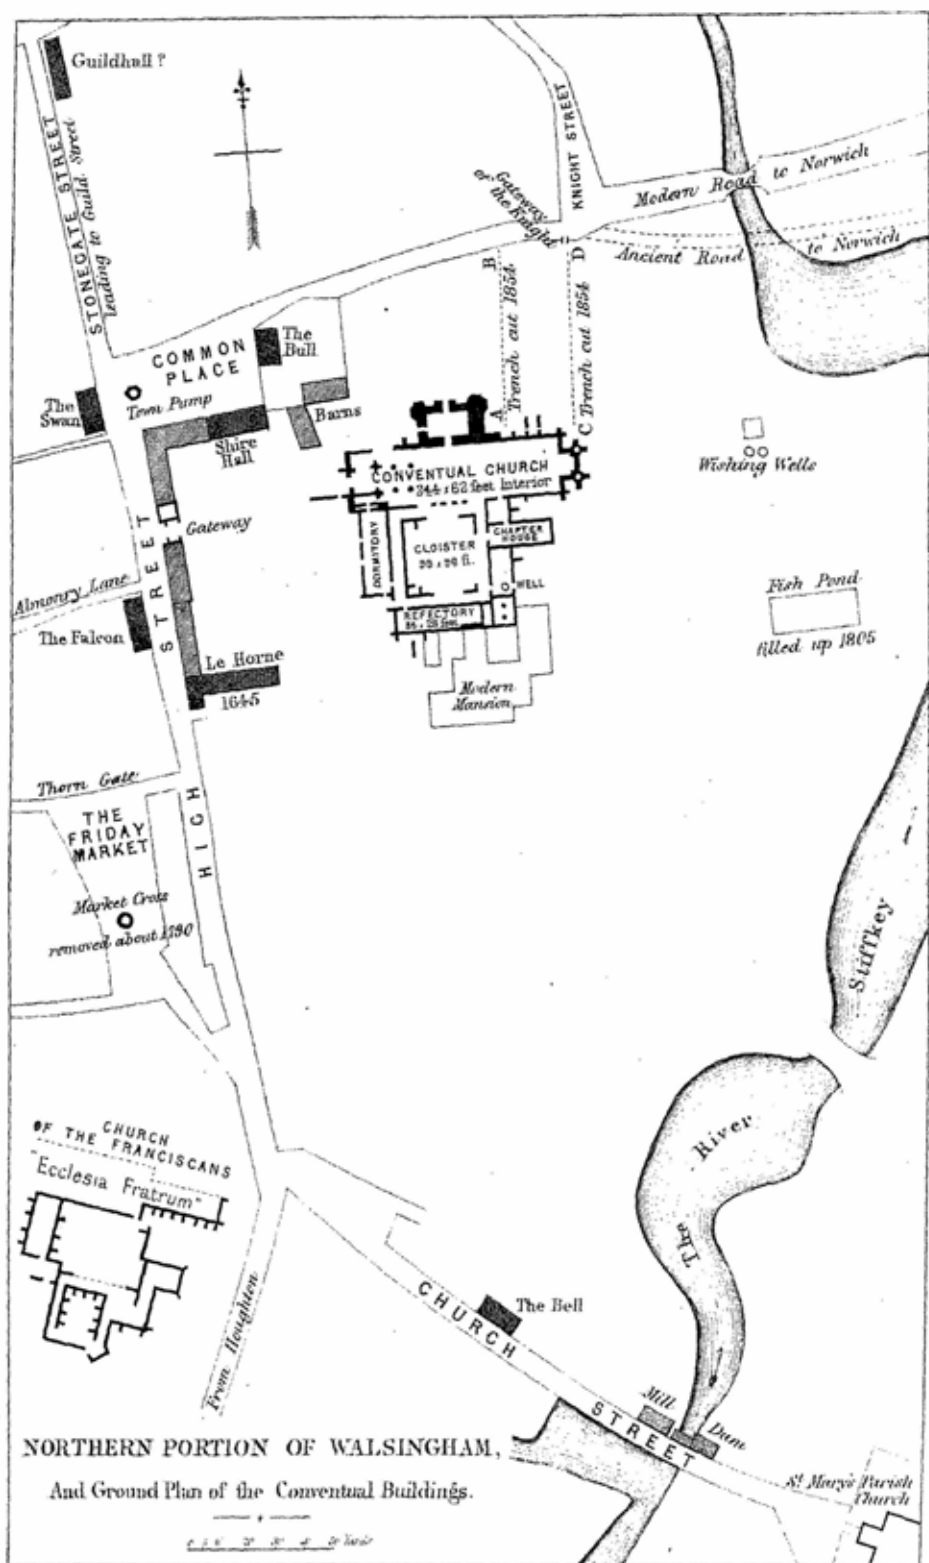 Guildhall?
STONEGATE STREET
leading to Guild Street
KNIGHT STREET
Gateway
of
the Knight
Modern Road to Norwich
Ancient Road to Norwich
COMMON
PLACE
The
Bull
B
D
Trench cut 1854
Trench cut 1854
A
C
The
Swan
Town Pump
Shire
Hall
Barns
Wishing Wells
CONVENTUAL CHURCH
244 x 62 feet Interior
Gateway
DORMITORY
CLOISTER
CHAPTER
HOUSE
WELL
REFECTORY
Almonry Lane
The Falcon
HIGH STREET
Le Horne
1645
Modern
Mansion
Fish Pond
filled up 1805
Thorn Gate
THE
FRIDAY
MARKET
Market Cross
removed about 1790
The River Stiffkey
CHURCH
OF THE FRANCISCANS
"Ecclesia Fratrum"
From Houghton
CHURCH STREET
The Bell
Mill
Dam
St Mary's Parish
Church
NORTHERN PORTION OF WALSINGHAM,
And Ground Plan of the Conventual Buildings.